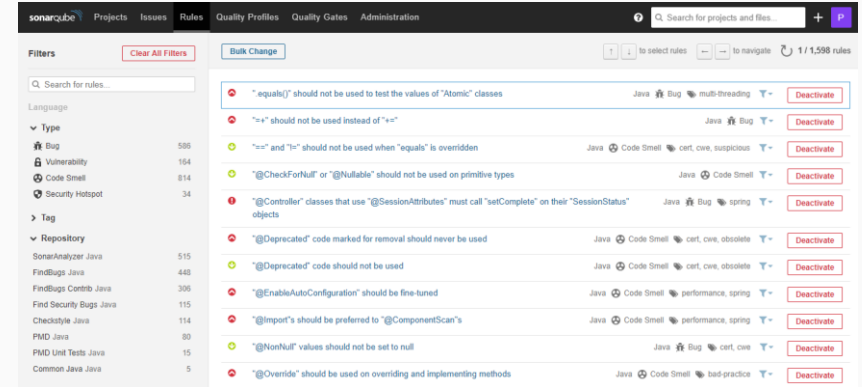 sonarqube Projects Issues Rules Quality Profiles Quality Gates Administration Search for projects and files... + P
Filters Clear All Filters
Search for rules...
Language
Type
Bug 586
Vulnerability 164
Code Smell 814
Security Hotspot 34
Tag
Repository
SonarAnalyzer Java 515
FindBugs Java 448
FindBugs Contrib Java 306
Find Security Bugs Java 115
Checkstyle Java 114
PMD Java 80
PMD Unit Tests Java 15
Common Java Java 5
Bulk Change ↑ ↓ to select rules ← → to navigate 1 / 1,598 rules
".equals()" should not be used to test the values of "Atomic" classes Java Bug multi-threading Deactivate
"=+" should not be used instead of "+=" Java Bug Deactivate
"==" and "!=" should not be used when "equals" is overridden Java Code Smell cert, cwe, suspicious Deactivate
"@CheckForNull" or "@Nullable" should not be used on primitive types Java Code Smell Deactivate
"@Controller" classes that use "@SessionAttributes" must call "setComplete" on their "SessionStatus" Java Bug spring Deactivate
objects
"@Deprecated" code marked for removal should never be used Java Code Smell cert, cwe, obsolete Deactivate
"@Deprecated" code should not be used Java Code Smell cert, cwe, obsolete Deactivate
"@EnableAutoConfiguration" should be fine-tuned Java Code Smell performance, spring Deactivate
"@Import"s should be preferred to "@ComponentScan"s Java Code Smell performance, spring Deactivate
"@NonNull" values should not be set to null Java Bug cert, cwe Deactivate
"@Override" should be used on overriding and implementing methods Java Code Smell bad-practice Deactivate